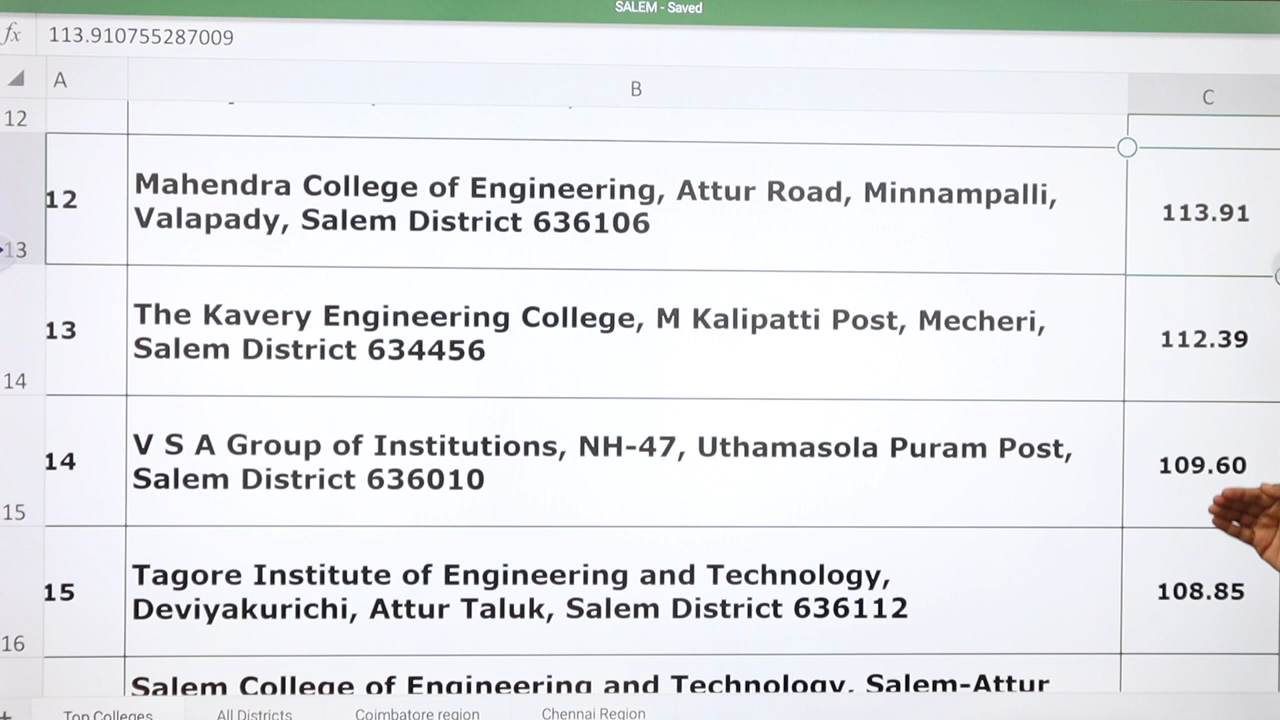 SALEM - Saved
fx 113.910755287009
A B C
12
12 Mahendra College of Engineering, Attur Road, Minnampalli,
Valapady, Salem District 636106 113.91
13
13 The Kavery Engineering College, M Kalipatti Post, Mecheri,
Salem District 634456 112.39
14
14 V S A Group of Institutions, NH-47, Uthamasola Puram Post,
Salem District 636010 109.60
15
15 Tagore Institute of Engineering and Technology,
Deviyakurichi, Attur Taluk, Salem District 636112 108.85
16
Salem College of Engineering and Technology, Salem-Attur
Top Colleges All Districts Coimbatore region Chennai Region